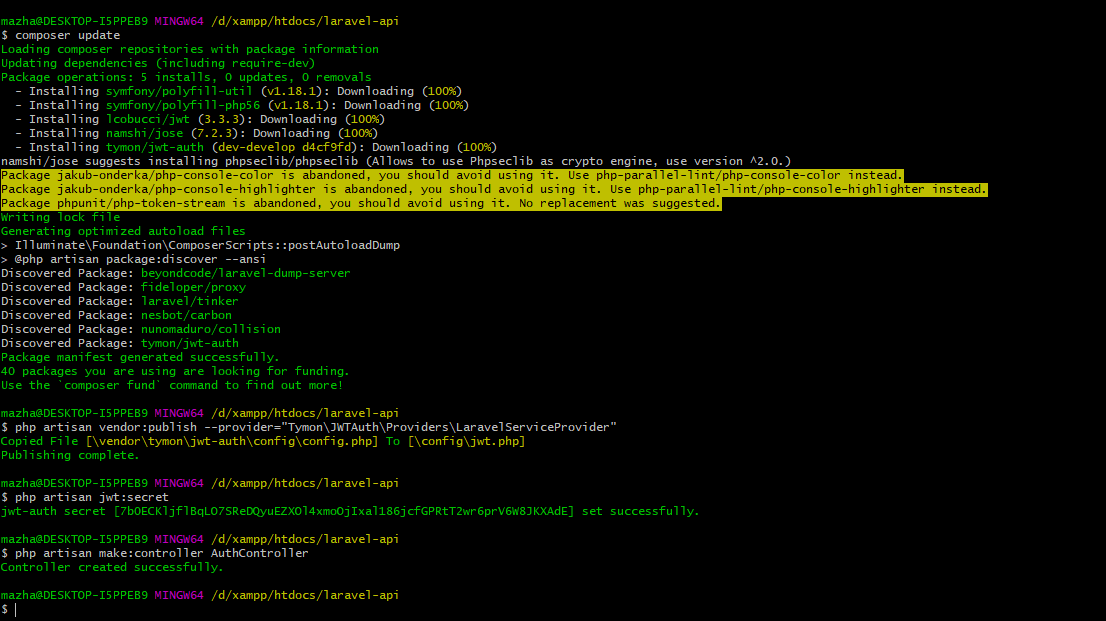 mazha@DESKTOP-I5PPEB9 MINGW64 /d/xampp/htdocs/laravel-api
$ composer update
Loading composer repositories with package information
Updating dependencies (including require-dev)
Package operations: 5 installs, 0 updates, 0 removals
  - Installing symfony/polyfill-util (v1.18.1): Downloading (100%)
  - Installing symfony/polyfill-php56 (v1.18.1): Downloading (100%)
  - Installing lcobucci/jwt (3.3.3): Downloading (100%)
  - Installing namshi/jose (7.2.3): Downloading (100%)
  - Installing tymon/jwt-auth (dev-develop d4cf9fd): Downloading (100%)
namshi/jose suggests installing phpseclib/phpseclib (Allows to use Phpseclib as crypto engine, use version ^2.0.)
Package jakub-onderka/php-console-color is abandoned, you should avoid using it. Use php-parallel-lint/php-console-color instead.
Package jakub-onderka/php-console-highlighter is abandoned, you should avoid using it. Use php-parallel-lint/php-console-highlighter instead.
Package phpunit/php-token-stream is abandoned, you should avoid using it. No replacement was suggested.
Writing lock file
Generating optimized autoload files
> Illuminate\Foundation\ComposerScripts::postAutoloadDump
> @php artisan package:discover --ansi
Discovered Package: beyondcode/laravel-dump-server
Discovered Package: fideloper/proxy
Discovered Package: laravel/tinker
Discovered Package: nesbot/carbon
Discovered Package: nunomaduro/collision
Discovered Package: tymon/jwt-auth
Package manifest generated successfully.
40 packages you are using are looking for funding.
Use the `composer fund` command to find out more!
mazha@DESKTOP-I5PPEB9 MINGW64 /d/xampp/htdocs/laravel-api
$ php artisan vendor:publish --provider="Tymon\JWTAuth\Providers\LaravelServiceProvider"
Copied File [\vendor\tymon\jwt-auth\config\config.php] To [\config\jwt.php]
Publishing complete.
mazha@DESKTOP-I5PPEB9 MINGW64 /d/xampp/htdocs/laravel-api
$ php artisan jwt:secret
jwt-auth secret [] set successfully.
mazha@DESKTOP-I5PPEB9 MINGW64 /d/xampp/htdocs/laravel-api
$ php artisan make:controller AuthController
Controller created successfully.
mazha@DESKTOP-I5PPEB9 MINGW64 /d/xampp/htdocs/laravel-api
$